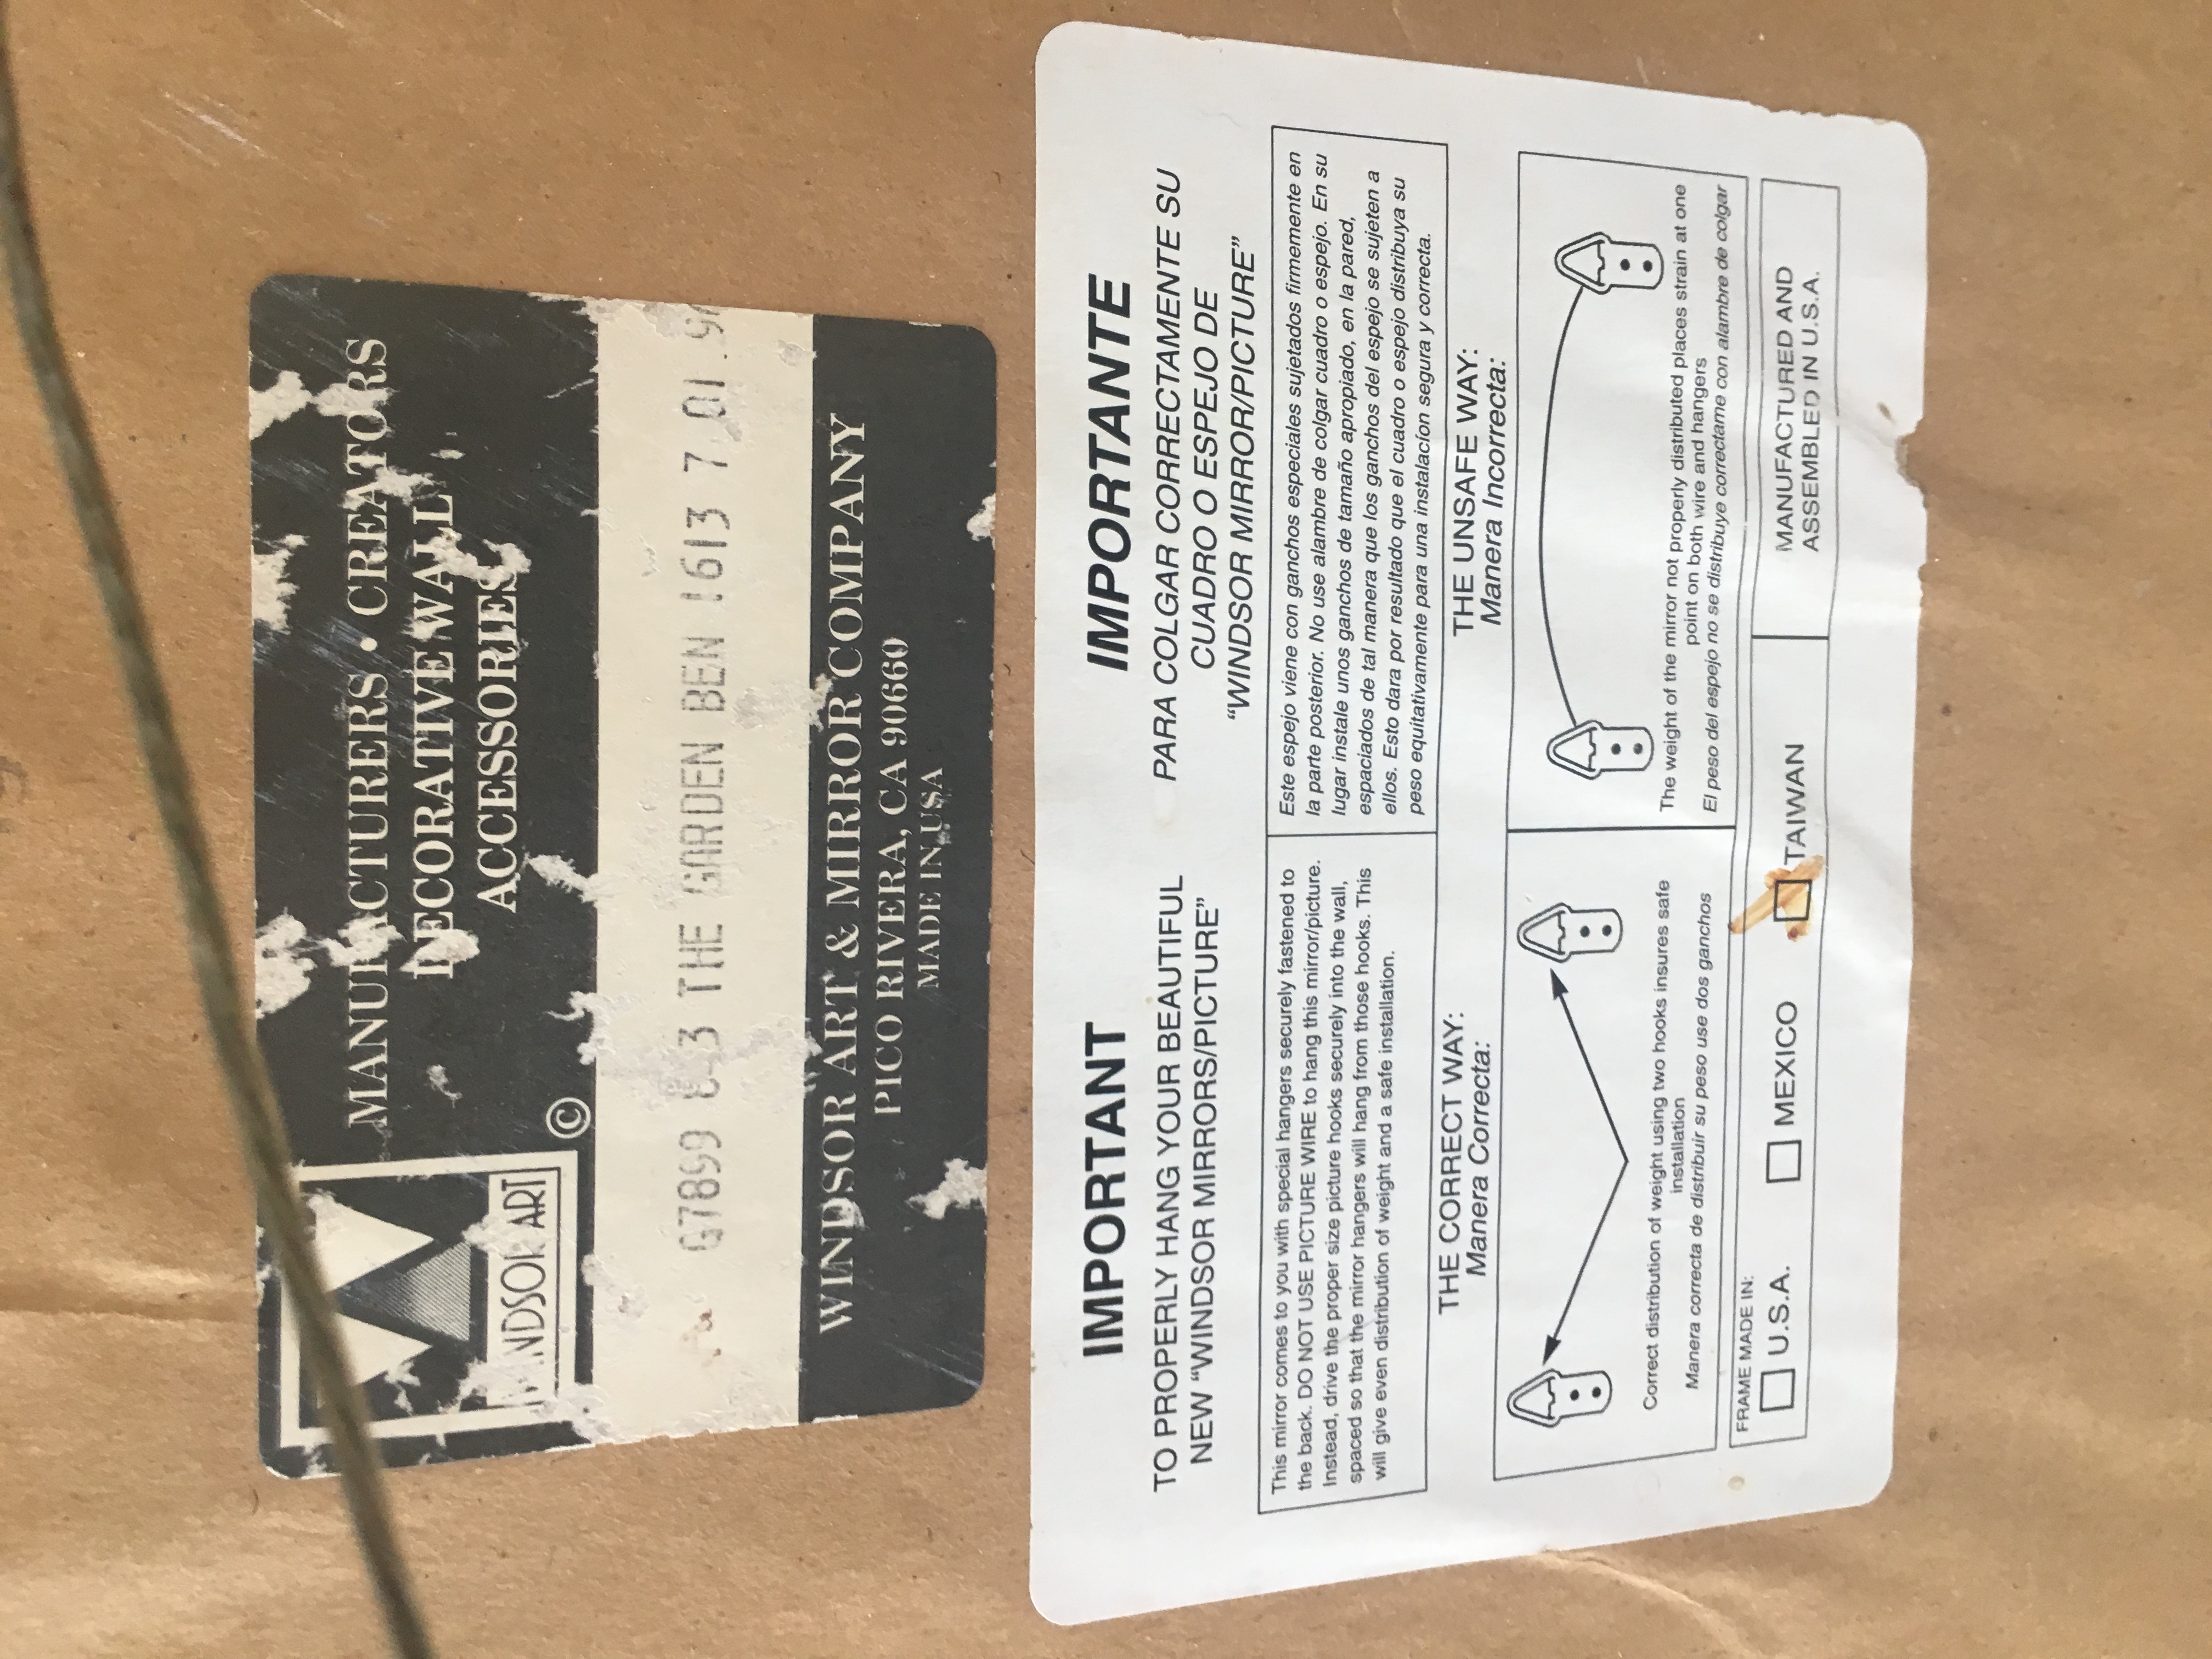 MANUFACTURERS • CREATORS
DECORATIVE WALL
ACCESSORIES
WINDSOR ART
©
G7899 THE GARDEN BEN 1613 7 01
WINDSOR ART & MIRROR COMPANY
PICO RIVERA, CA 90660
MADE IN USA
IMPORTANT
TO PROPERLY HANG YOUR BEAUTIFUL
NEW “WINDSOR MIRRORS/PICTURE”
This mirror comes to you with special hangers securely fastened to
the back. DO NOT USE PICTURE WIRE to hang this mirror/picture.
Instead, drive the proper size picture hooks securely into the wall,
spaced so that the mirror hangers will hang from those hooks. This
will give even distribution of weight and a safe installation.
IMPORTANTE
PARA COLGAR CORRECTAMENTE SU
CUADRO O ESPEJO DE
“WINDSOR MIRROR/PICTURE”
Este espejo viene con ganchos especiales sujetados firmemente en
la parte posterior. No use alambre de colgar cuadro o espejo. En su
lugar instale unos ganchos de tamaño apropiado, en la pared,
espaciados de tal manera que los ganchos del espejo se sujeten a
ellos. Esto dara por resultado que el cuadro o espejo distribuya su
peso equitativamente para una instalacion segura y correcta.
THE CORRECT WAY:
Manera Correcta:
Correct distribution of weight using two hooks insures safe
installation
Manera correcta de distribuir su peso use dos ganchos
THE UNSAFE WAY:
Manera Incorrecta:
The weight of the mirror not properly distributed places strain at one
point on both wire and hangers
El peso del espejo no se distribuye correctame con alambre de colgar
FRAME MADE IN:
U.S.A. MEXICO TAIWAN
MANUFACTURED AND
ASSEMBLED IN U.S.A.